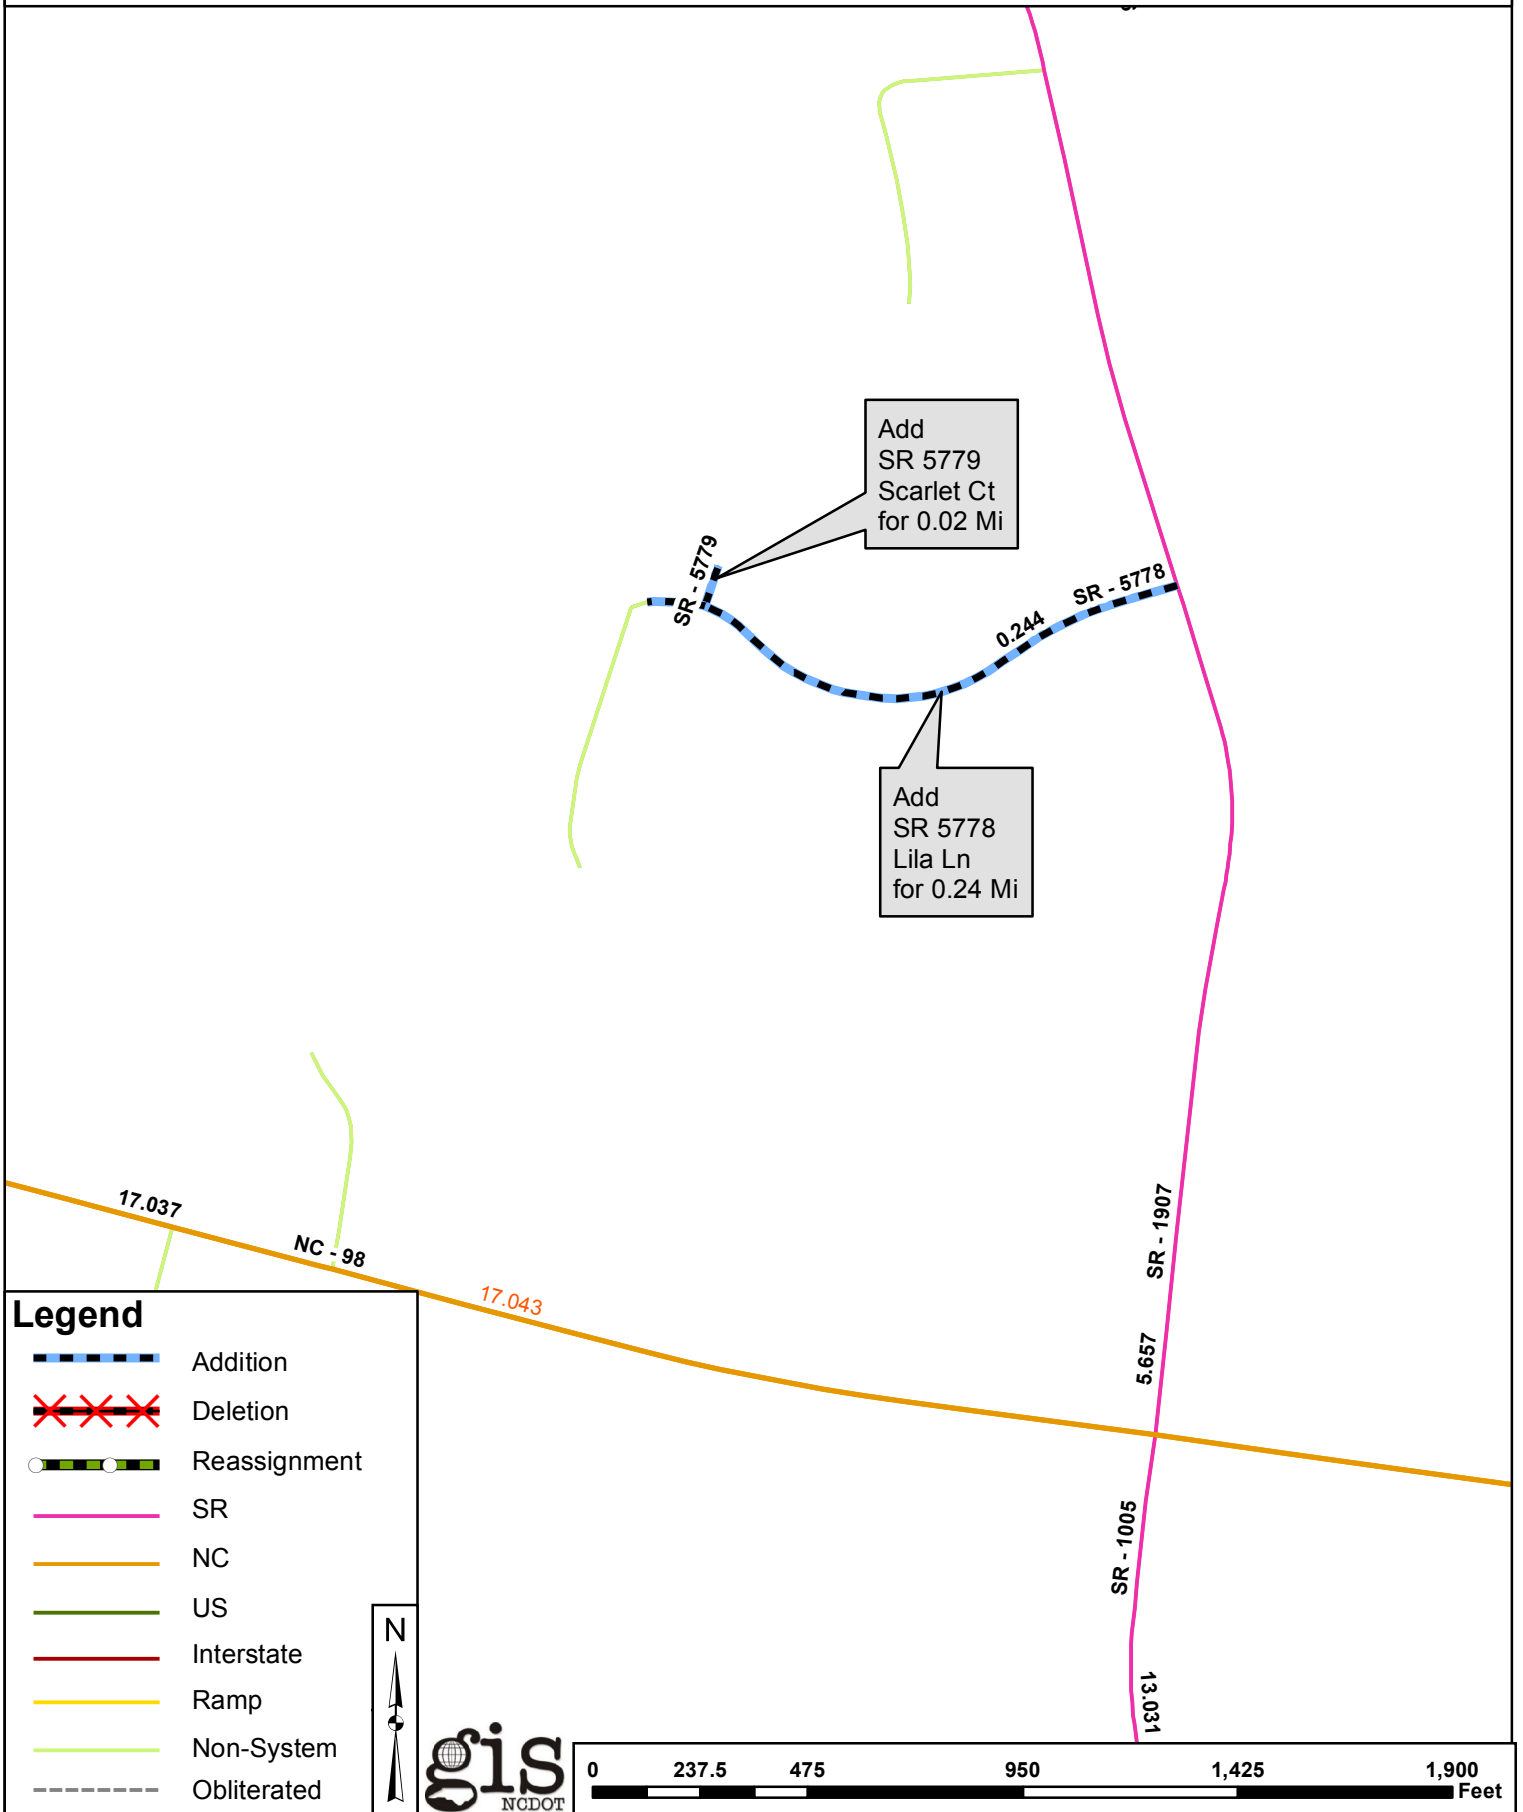 Add
SR 5779
Scarlet Ct
for 0.02 Mi
SR - 5779
SR - 5778
0.244
Add
SR 5778
Lila Ln
for 0.24 Mi
17.037
NC - 98
17.043
SR - 1907
5.657
SR - 1005
13.031
Legend
Addition
Deletion
Reassignment
SR
NC
US
Interstate
Ramp
Non-System
Obliterated
N
gis
NCDOT
0 237.5 475 950 1,425 1,900
Feet